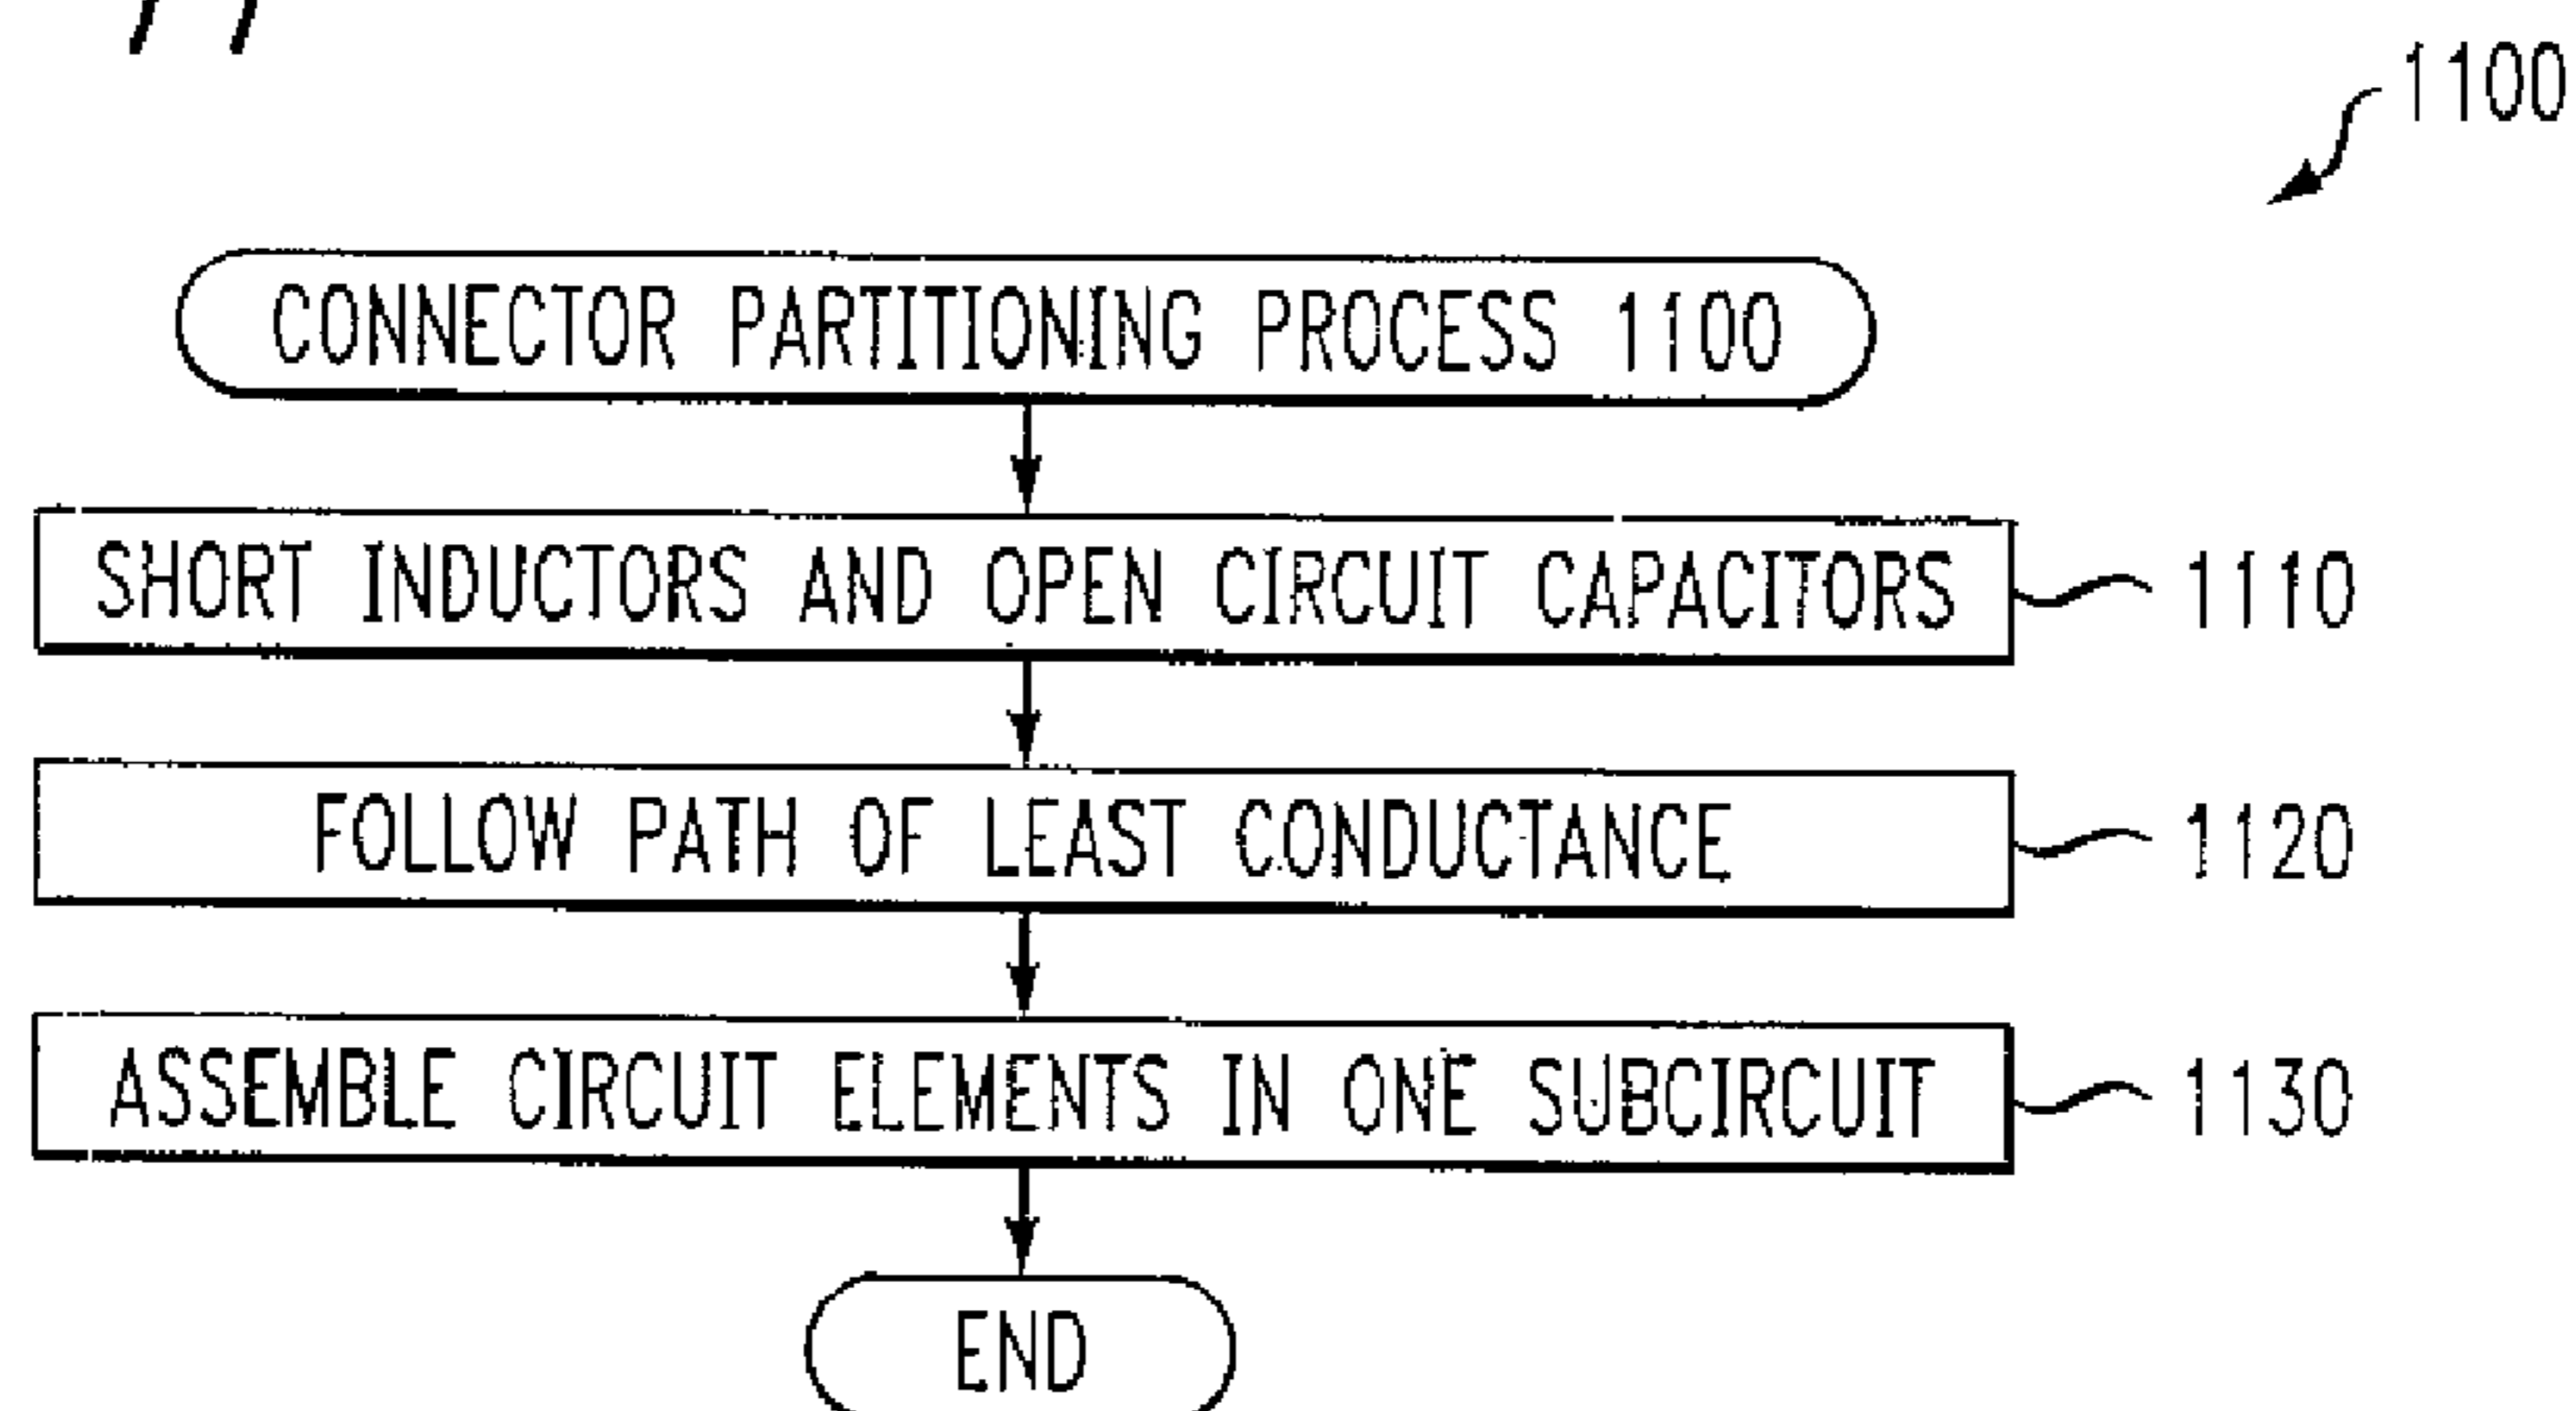 1100
CONNECTOR PARTITIONING PROCESS 1100
SHORT INDUCTORS AND OPEN CIRCUIT CAPACITORS
1110
FOLLOW PATH OF LEAST CONDUCTANCE
1120
ASSEMBLE CIRCUIT ELEMENTS IN ONE SUBCIRCUIT
1130
END